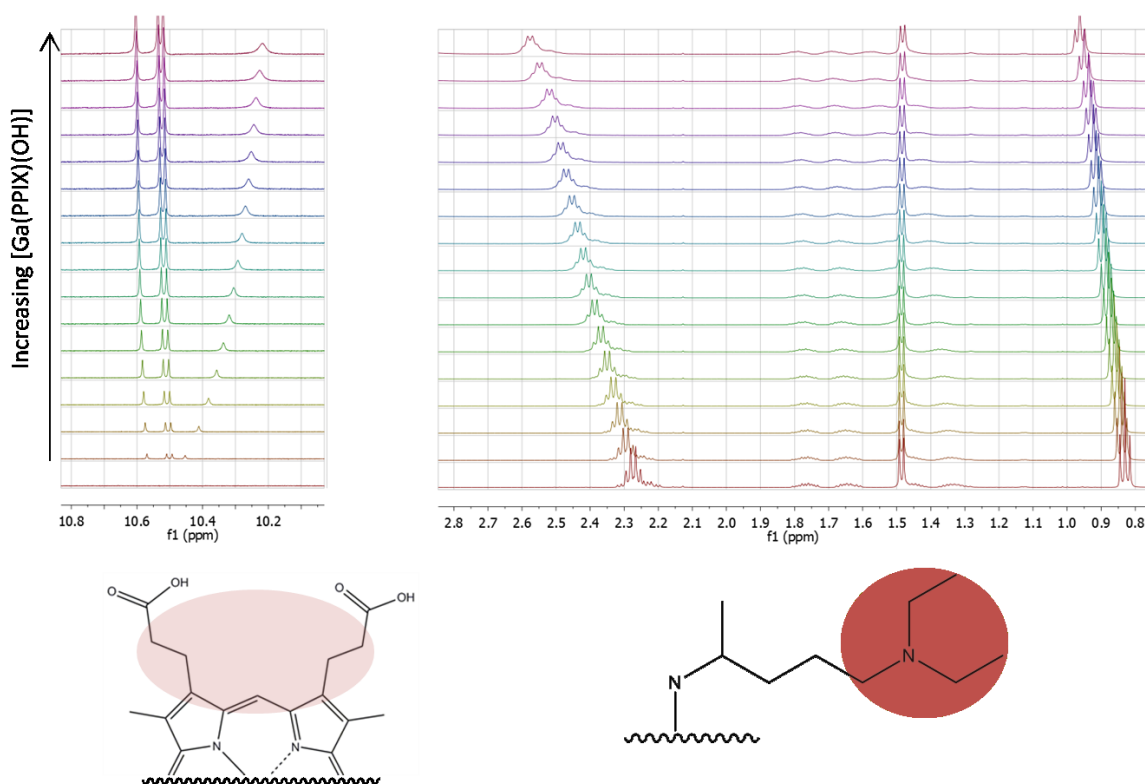 Increasing [Ga(PPIX)(OH)]
10.8 10.6 10.4 10.2
f1 (ppm)
2.8 2.7 2.6 2.5 2.4 2.3 2.2 2.1 2.0 1.9 1.8 1.7 1.6 1.5 1.4 1.3 1.2 1.1 1.0 0.9 0.8
f1 (ppm)
O OH O OH
N N
N
N